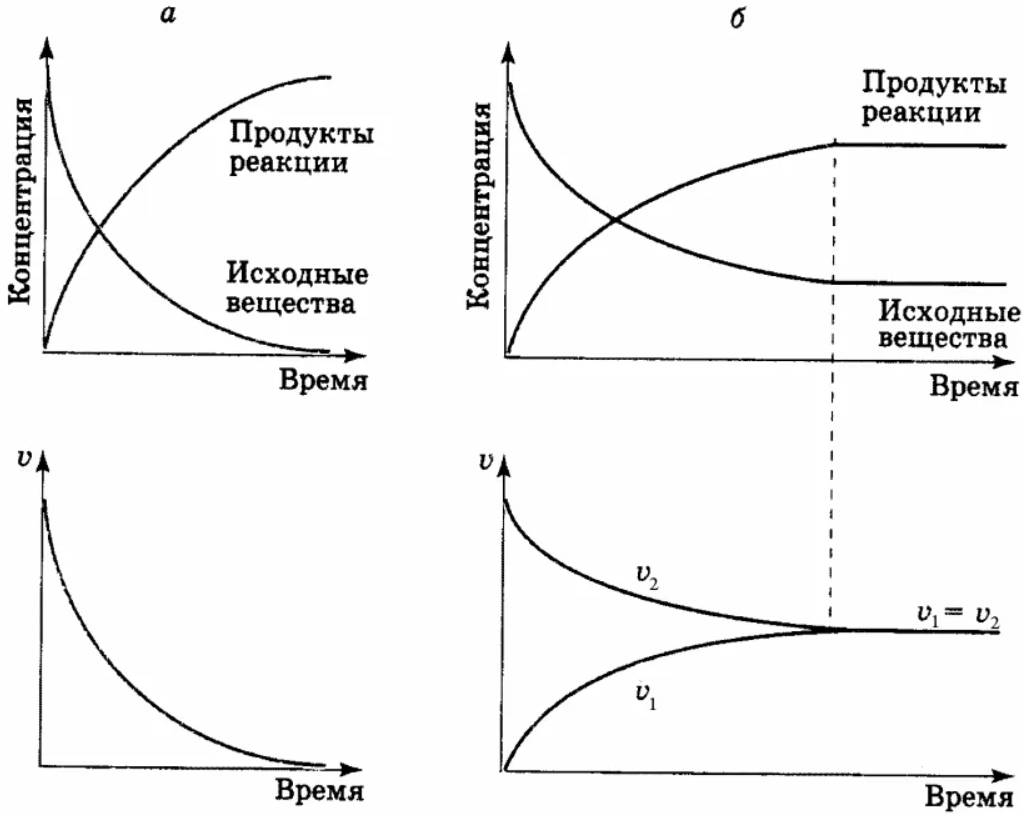 а
Концентрация
Продукты
реакции
Исходные
вещества
Время
б
Концентрация
Продукты
реакции
Исходные
вещества
Время
v
Время
v
v₂
v₁ = v₂
v₁
Время